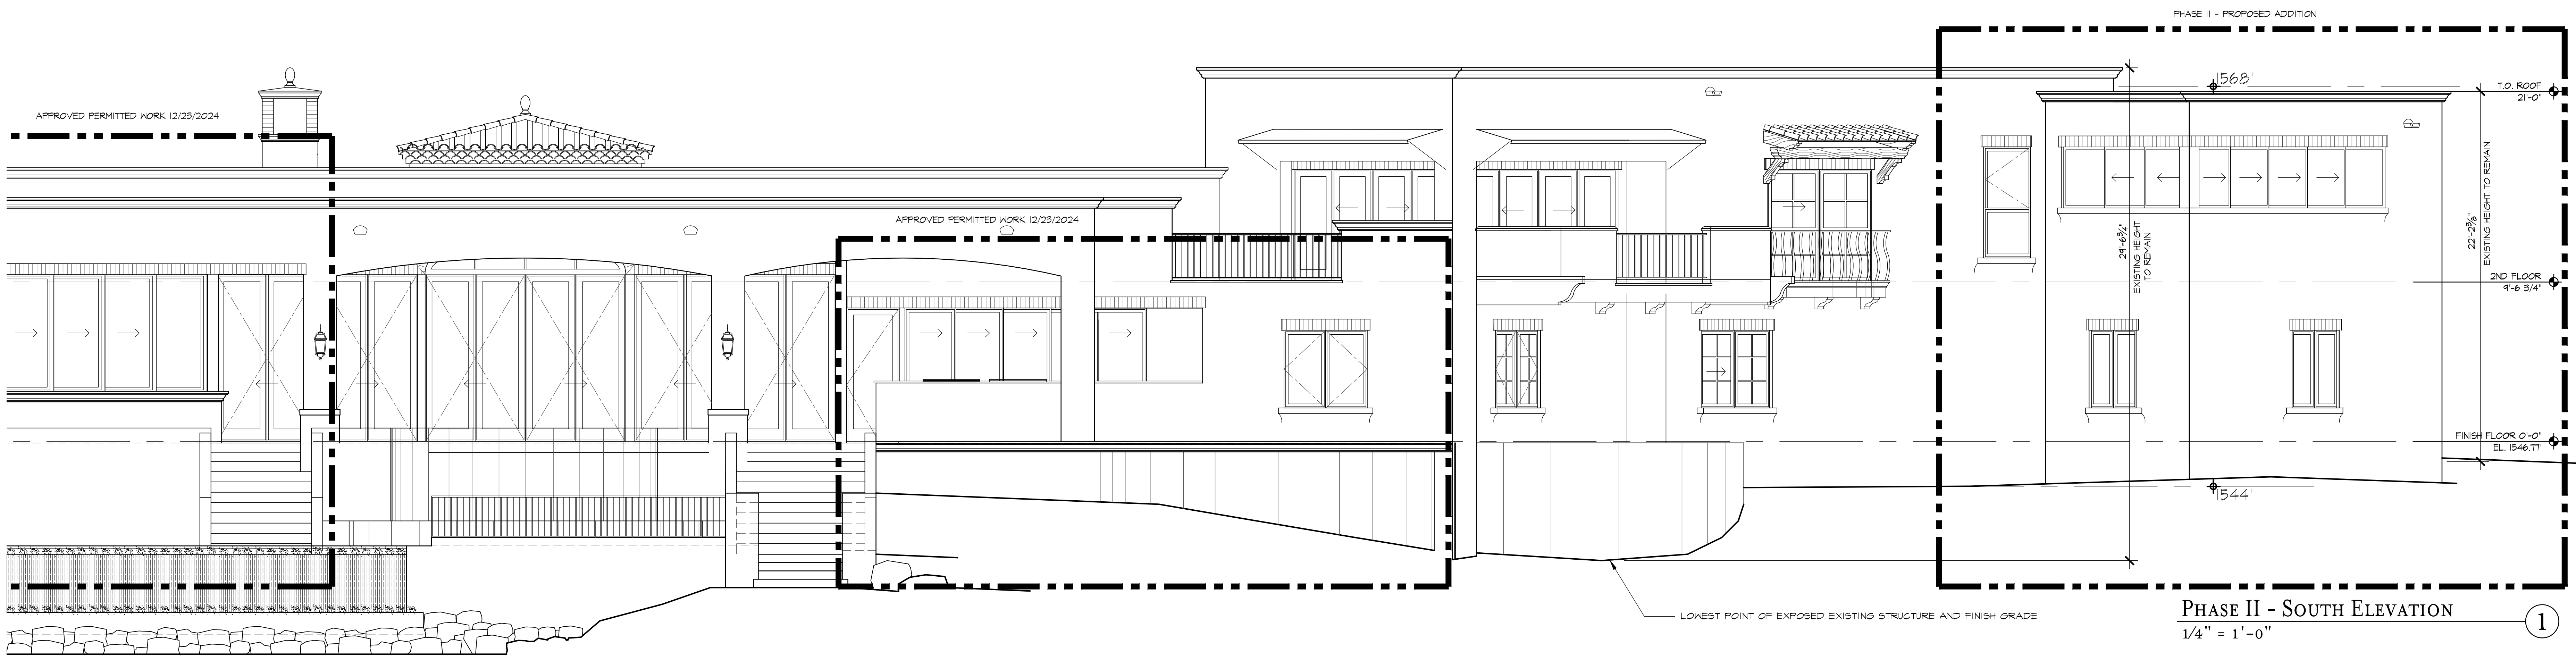 PHASE II - PROPOSED ADDITION
1568'
T.O. ROOF
21'-0"
APPROVED PERMITTED WORK 12/23/2024
APPROVED PERMITTED WORK 12/23/2024
29'-6¾"
EXISTING HEIGHT
TO REMAIN
22'-2⅝"
EXISTING HEIGHT TO REMAIN
2ND FLOOR
9'-6 3/4"
FINISH FLOOR 0'-0"
EL. 1546.77'
1544'
LOWEST POINT OF EXPOSED EXISTING STRUCTURE AND FINISH GRADE
PHASE II - SOUTH ELEVATION
1/4" = 1'-0"
1